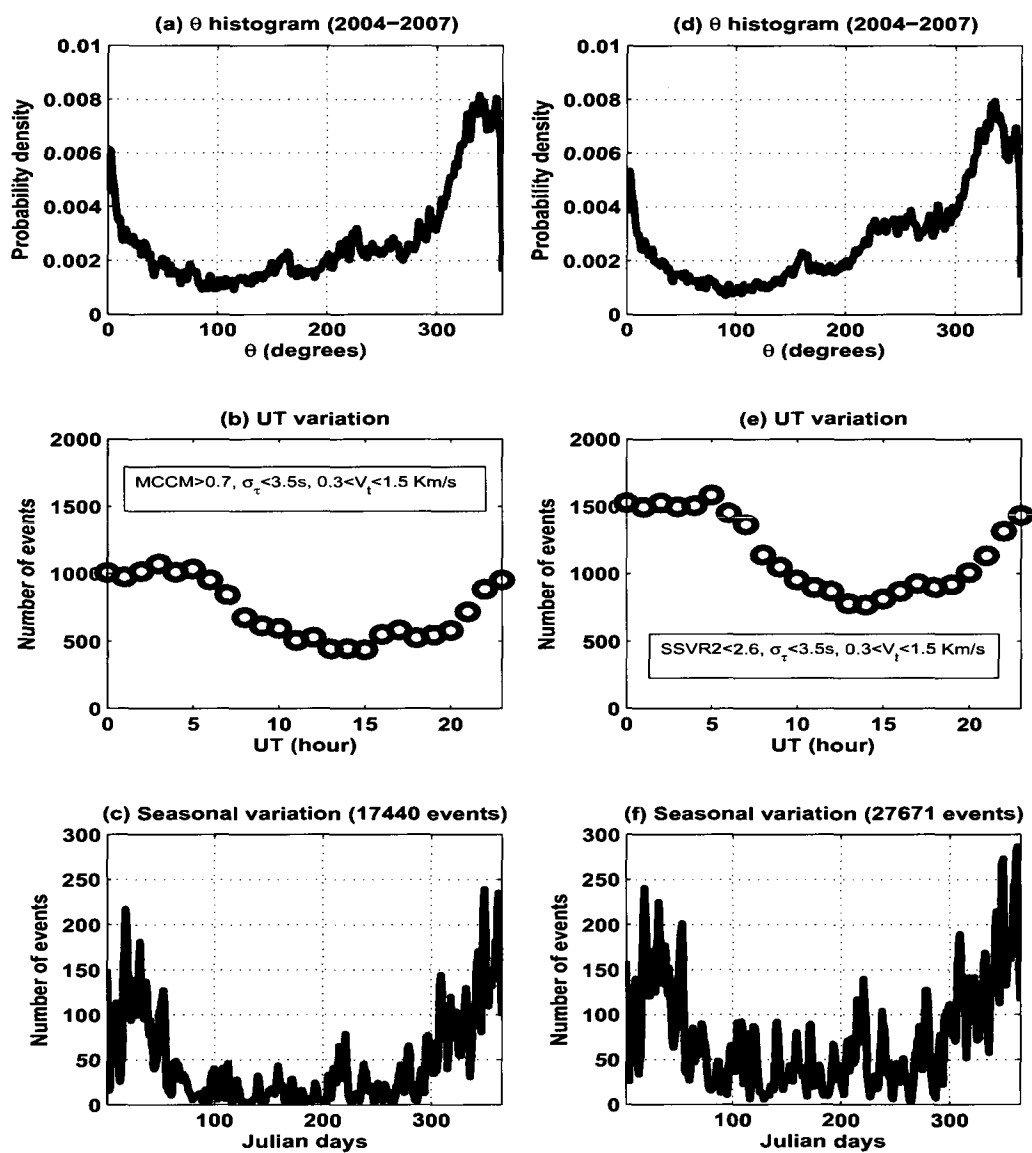 (a) θ histogram (2004−2007)
0.01
0.008
0.006
0.004
0.002
0
Probability density
0 100 200 300
θ (degrees)
(d) θ histogram (2004−2007)
0.01
0.008
0.006
0.004
0.002
0
Probability density
0 100 200 300
θ (degrees)
(b) UT variation
2000
1500
1000
500
0
Number of events
MCCM>0.7, στ<3.5s, 0.3<Vt<1.5 Km/s
0 5 10 15 20
UT (hour)
(e) UT variation
2000
1500
1000
500
0
Number of events
SSVR2<2.6, στ<3.5s, 0.3<Vt<1.5 Km/s
0 5 10 15 20
UT (hour)
(c) Seasonal variation (17440 events)
300
250
200
150
100
50
0
Number of events
100 200 300
Julian days
(f) Seasonal variation (27671 events)
300
250
200
150
100
50
0
Number of events
100 200 300
Julian days